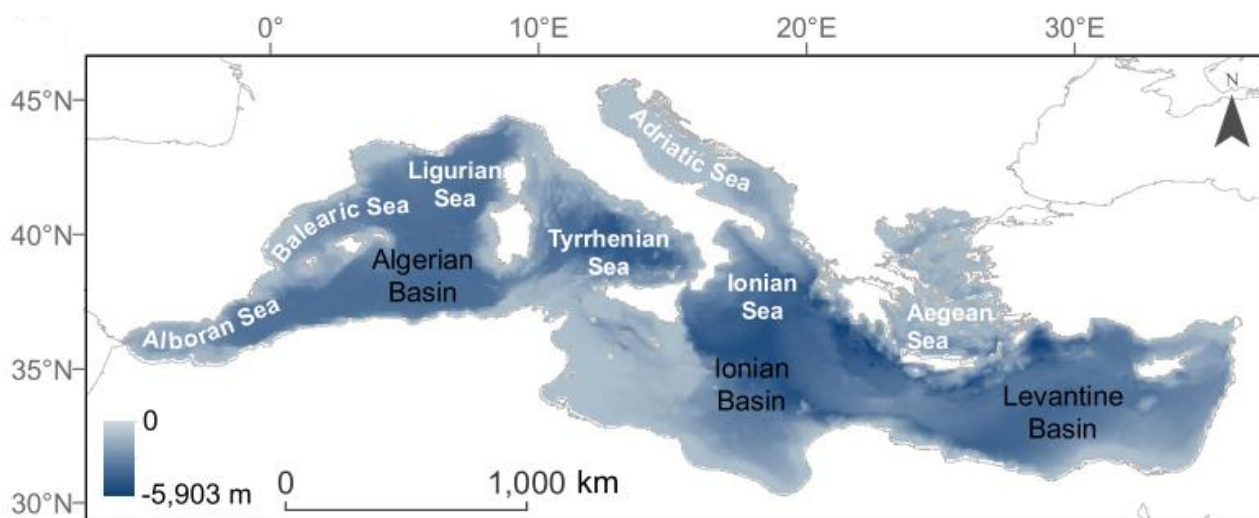 0° 10°E 20°E 30°E
45°N
40°N
35°N
30°N
N
Adriatic Sea
Ligurian
Sea
Balearic Sea
Tyrrhenian
Sea
Algerian
Basin
Ionian
Sea
Aegean
Sea
Alboran Sea
Ionian
Basin
Levantine
Basin
0
-5,903 m
0 1,000 km